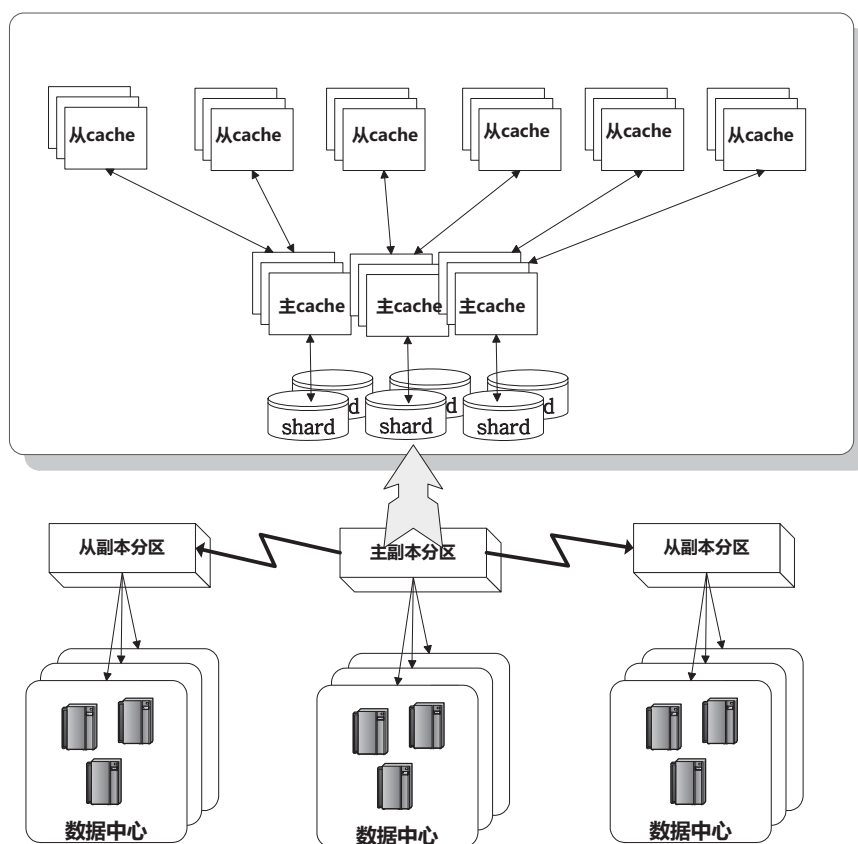 从cache
从cache
从cache
从cache
从cache
从cache
主cache
主cache
主cache
d
d
d
shard
shard
shard
从副本分区
主副本分区
从副本分区
数据中心
数据中心
数据中心